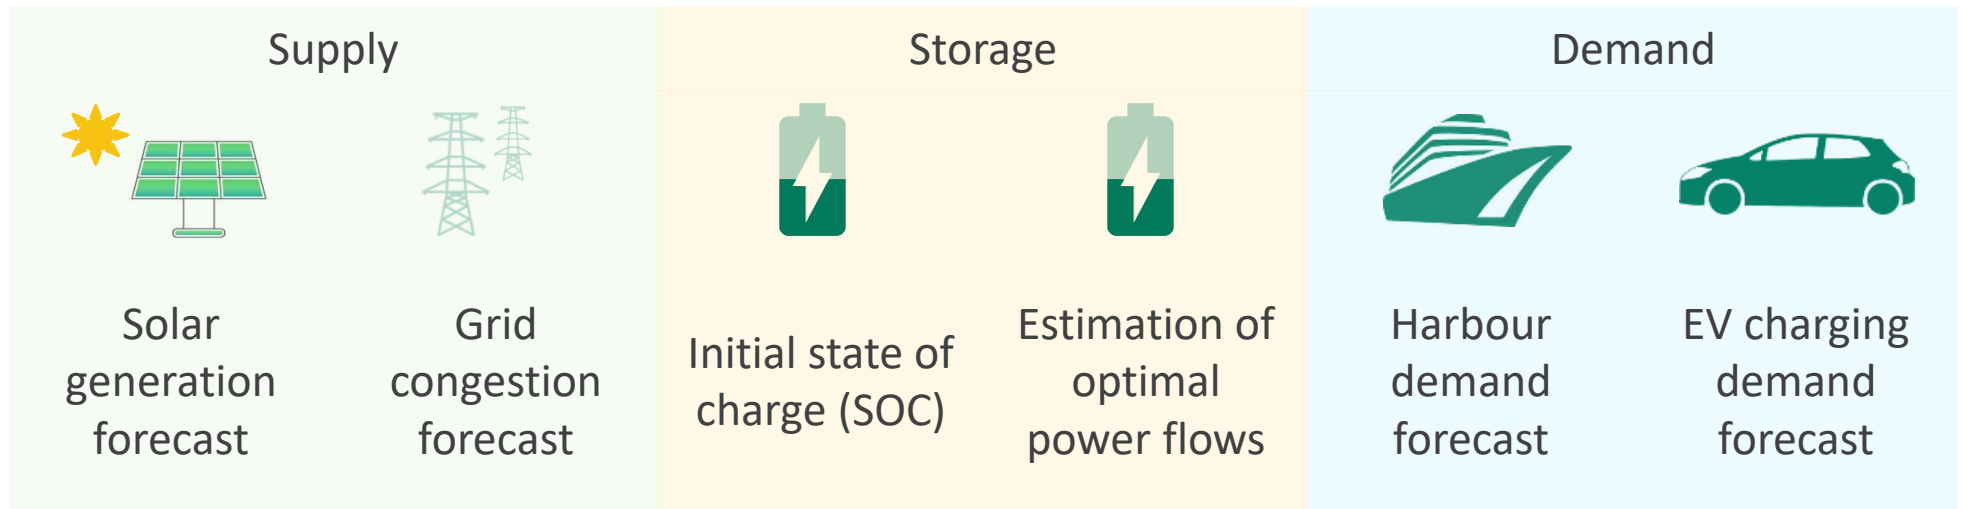 Supply
Storage
Demand
Solar
generation
forecast
Grid
congestion
forecast
Initial state of
charge (SOC)
Estimation of
optimal
power flows
Harbour
demand
forecast
EV charging
demand
forecast